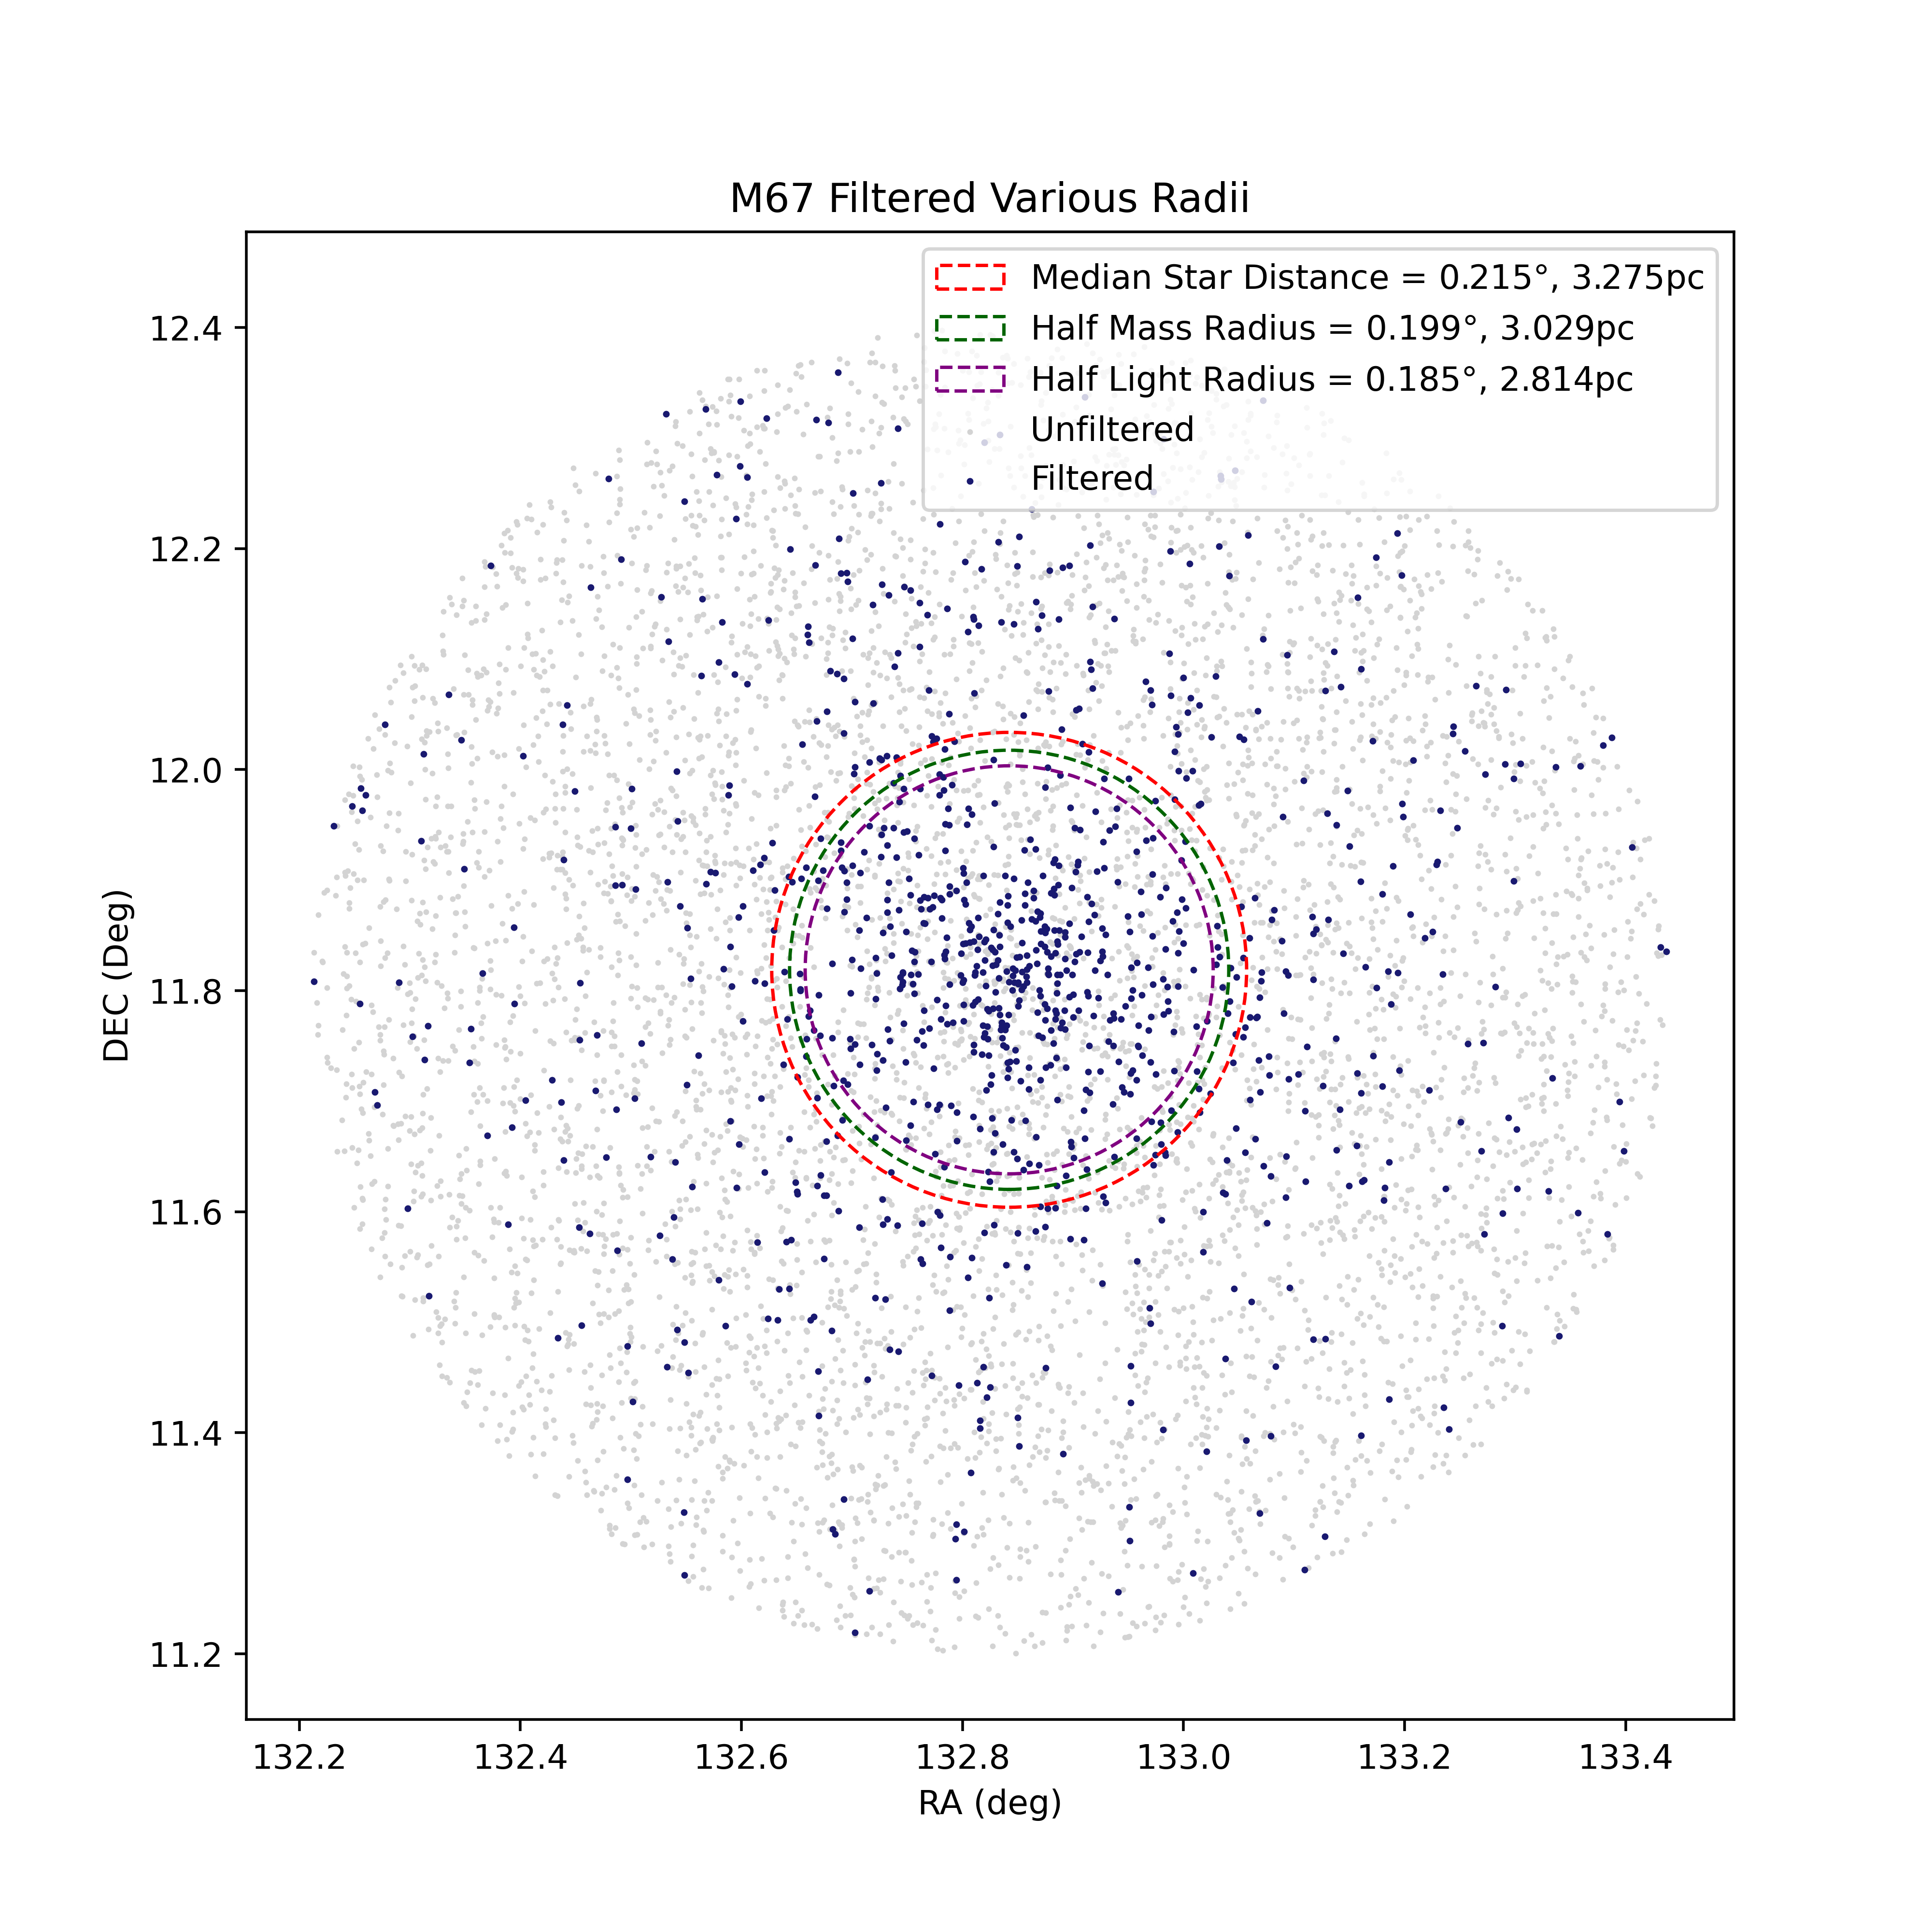 M67 Filtered Various Radii
Median Star Distance = 0.215°, 3.275pc
Half Mass Radius = 0.199°, 3.029pc
Half Light Radius = 0.185°, 2.814pc
Unfiltered
Filtered
12.4
12.2
12.0
11.8
11.6
11.4
11.2
DEC (Deg)
132.2 132.4 132.6 132.8 133.0 133.2 133.4
RA (deg)